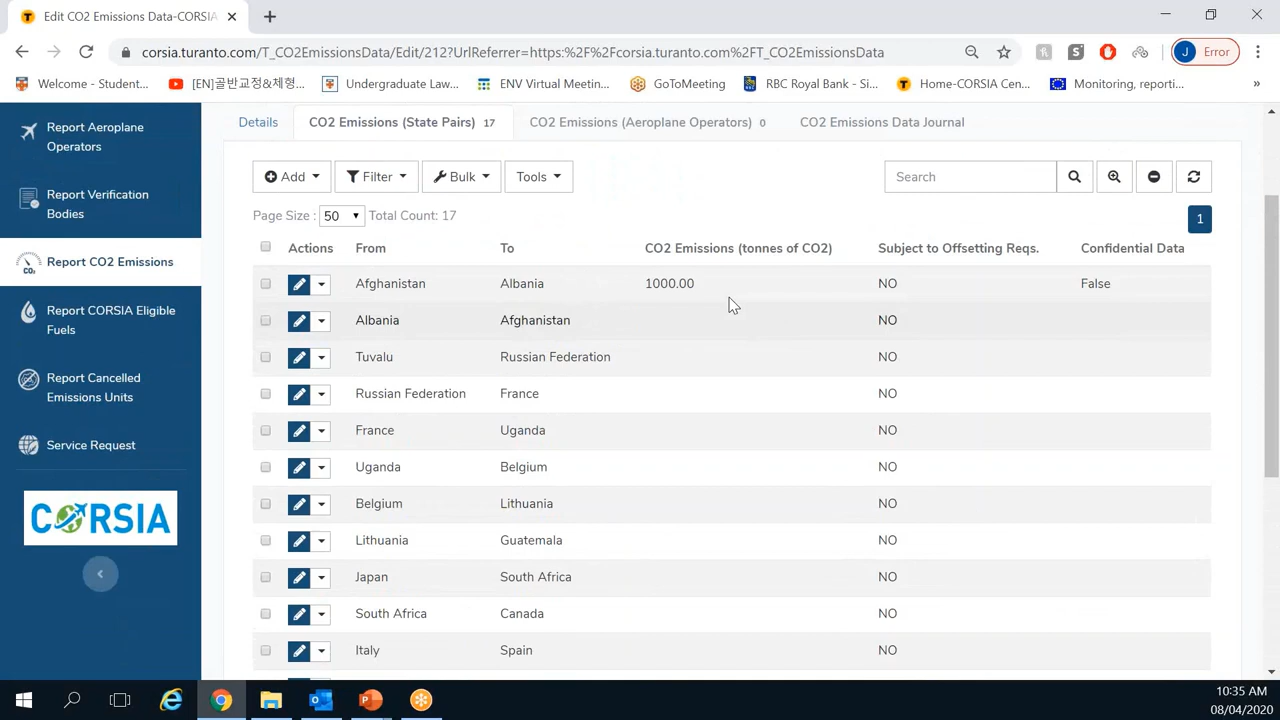 Edit CO2 Emissions Data-CORSIA
corsia.turanto.com/T_CO2EmissionsData/Edit/212?UrlReferrer=https:%2F%2Fcorsia.turanto.com%2FT_CO2EmissionsData
J Error
Welcome - Student...
[EN]골반교정&체형...
Undergraduate Law...
ENV Virtual Meetin...
GoToMeeting
RBC Royal Bank - Si...
Home-CORSIA Cen...
Monitoring, reporti...
»
Report Aeroplane
Operators
Report Verification
Bodies
Report CO2 Emissions
Report CORSIA Eligible
Fuels
Report Cancelled
Emissions Units
Service Request
CORSIA
Details
CO2 Emissions (State Pairs) 17
CO2 Emissions (Aeroplane Operators) 0
CO2 Emissions Data Journal
Add
Filter
Bulk
Tools
Search
Page Size : 50 Total Count: 17
1
Actions From To CO2 Emissions (tonnes of CO2) Subject to Offsetting Reqs. Confidential Data
Afghanistan Albania 1000.00 NO False
Albania Afghanistan NO
Tuvalu Russian Federation NO
Russian Federation France NO
France Uganda NO
Uganda Belgium NO
Belgium Lithuania NO
Lithuania Guatemala NO
Japan South Africa NO
South Africa Canada NO
Italy Spain NO
10:35 AM
08/04/2020